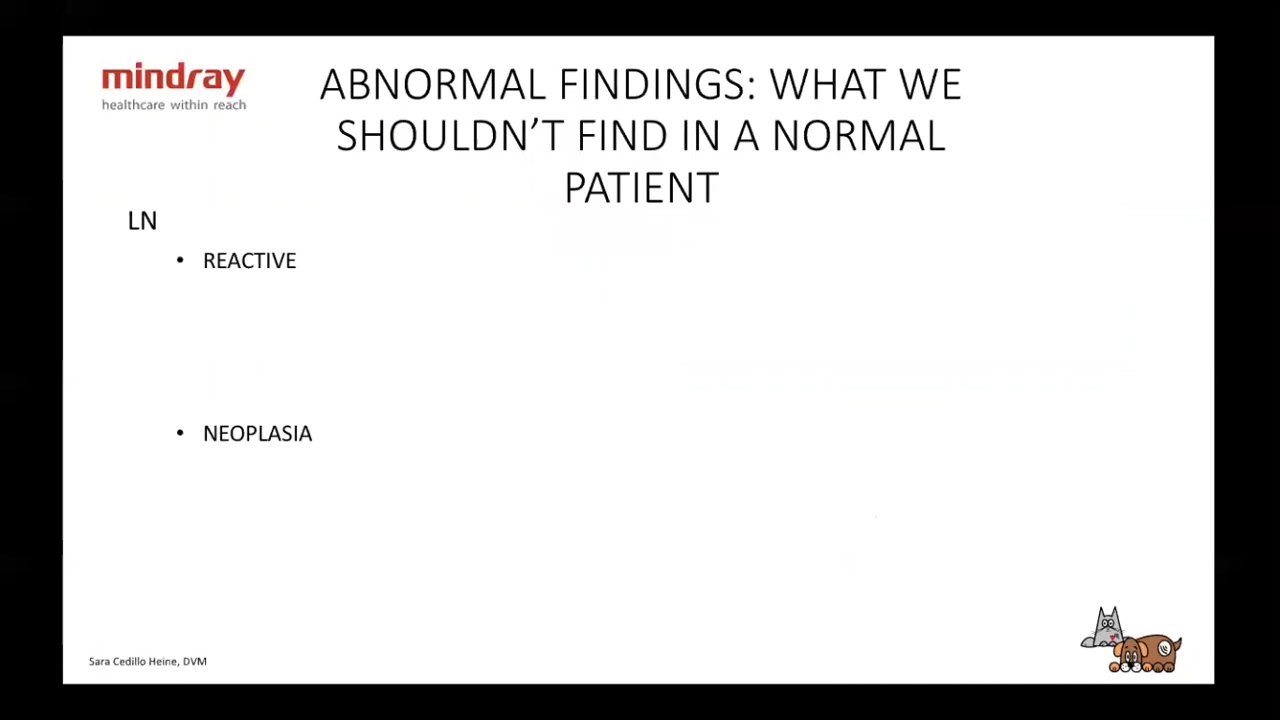 mindray
healthcare within reach
ABNORMAL FINDINGS: WHAT WE
SHOULDN’T FIND IN A NORMAL
PATIENT
LN
• REACTIVE
• NEOPLASIA
Sara Cedillo Heine, DVM